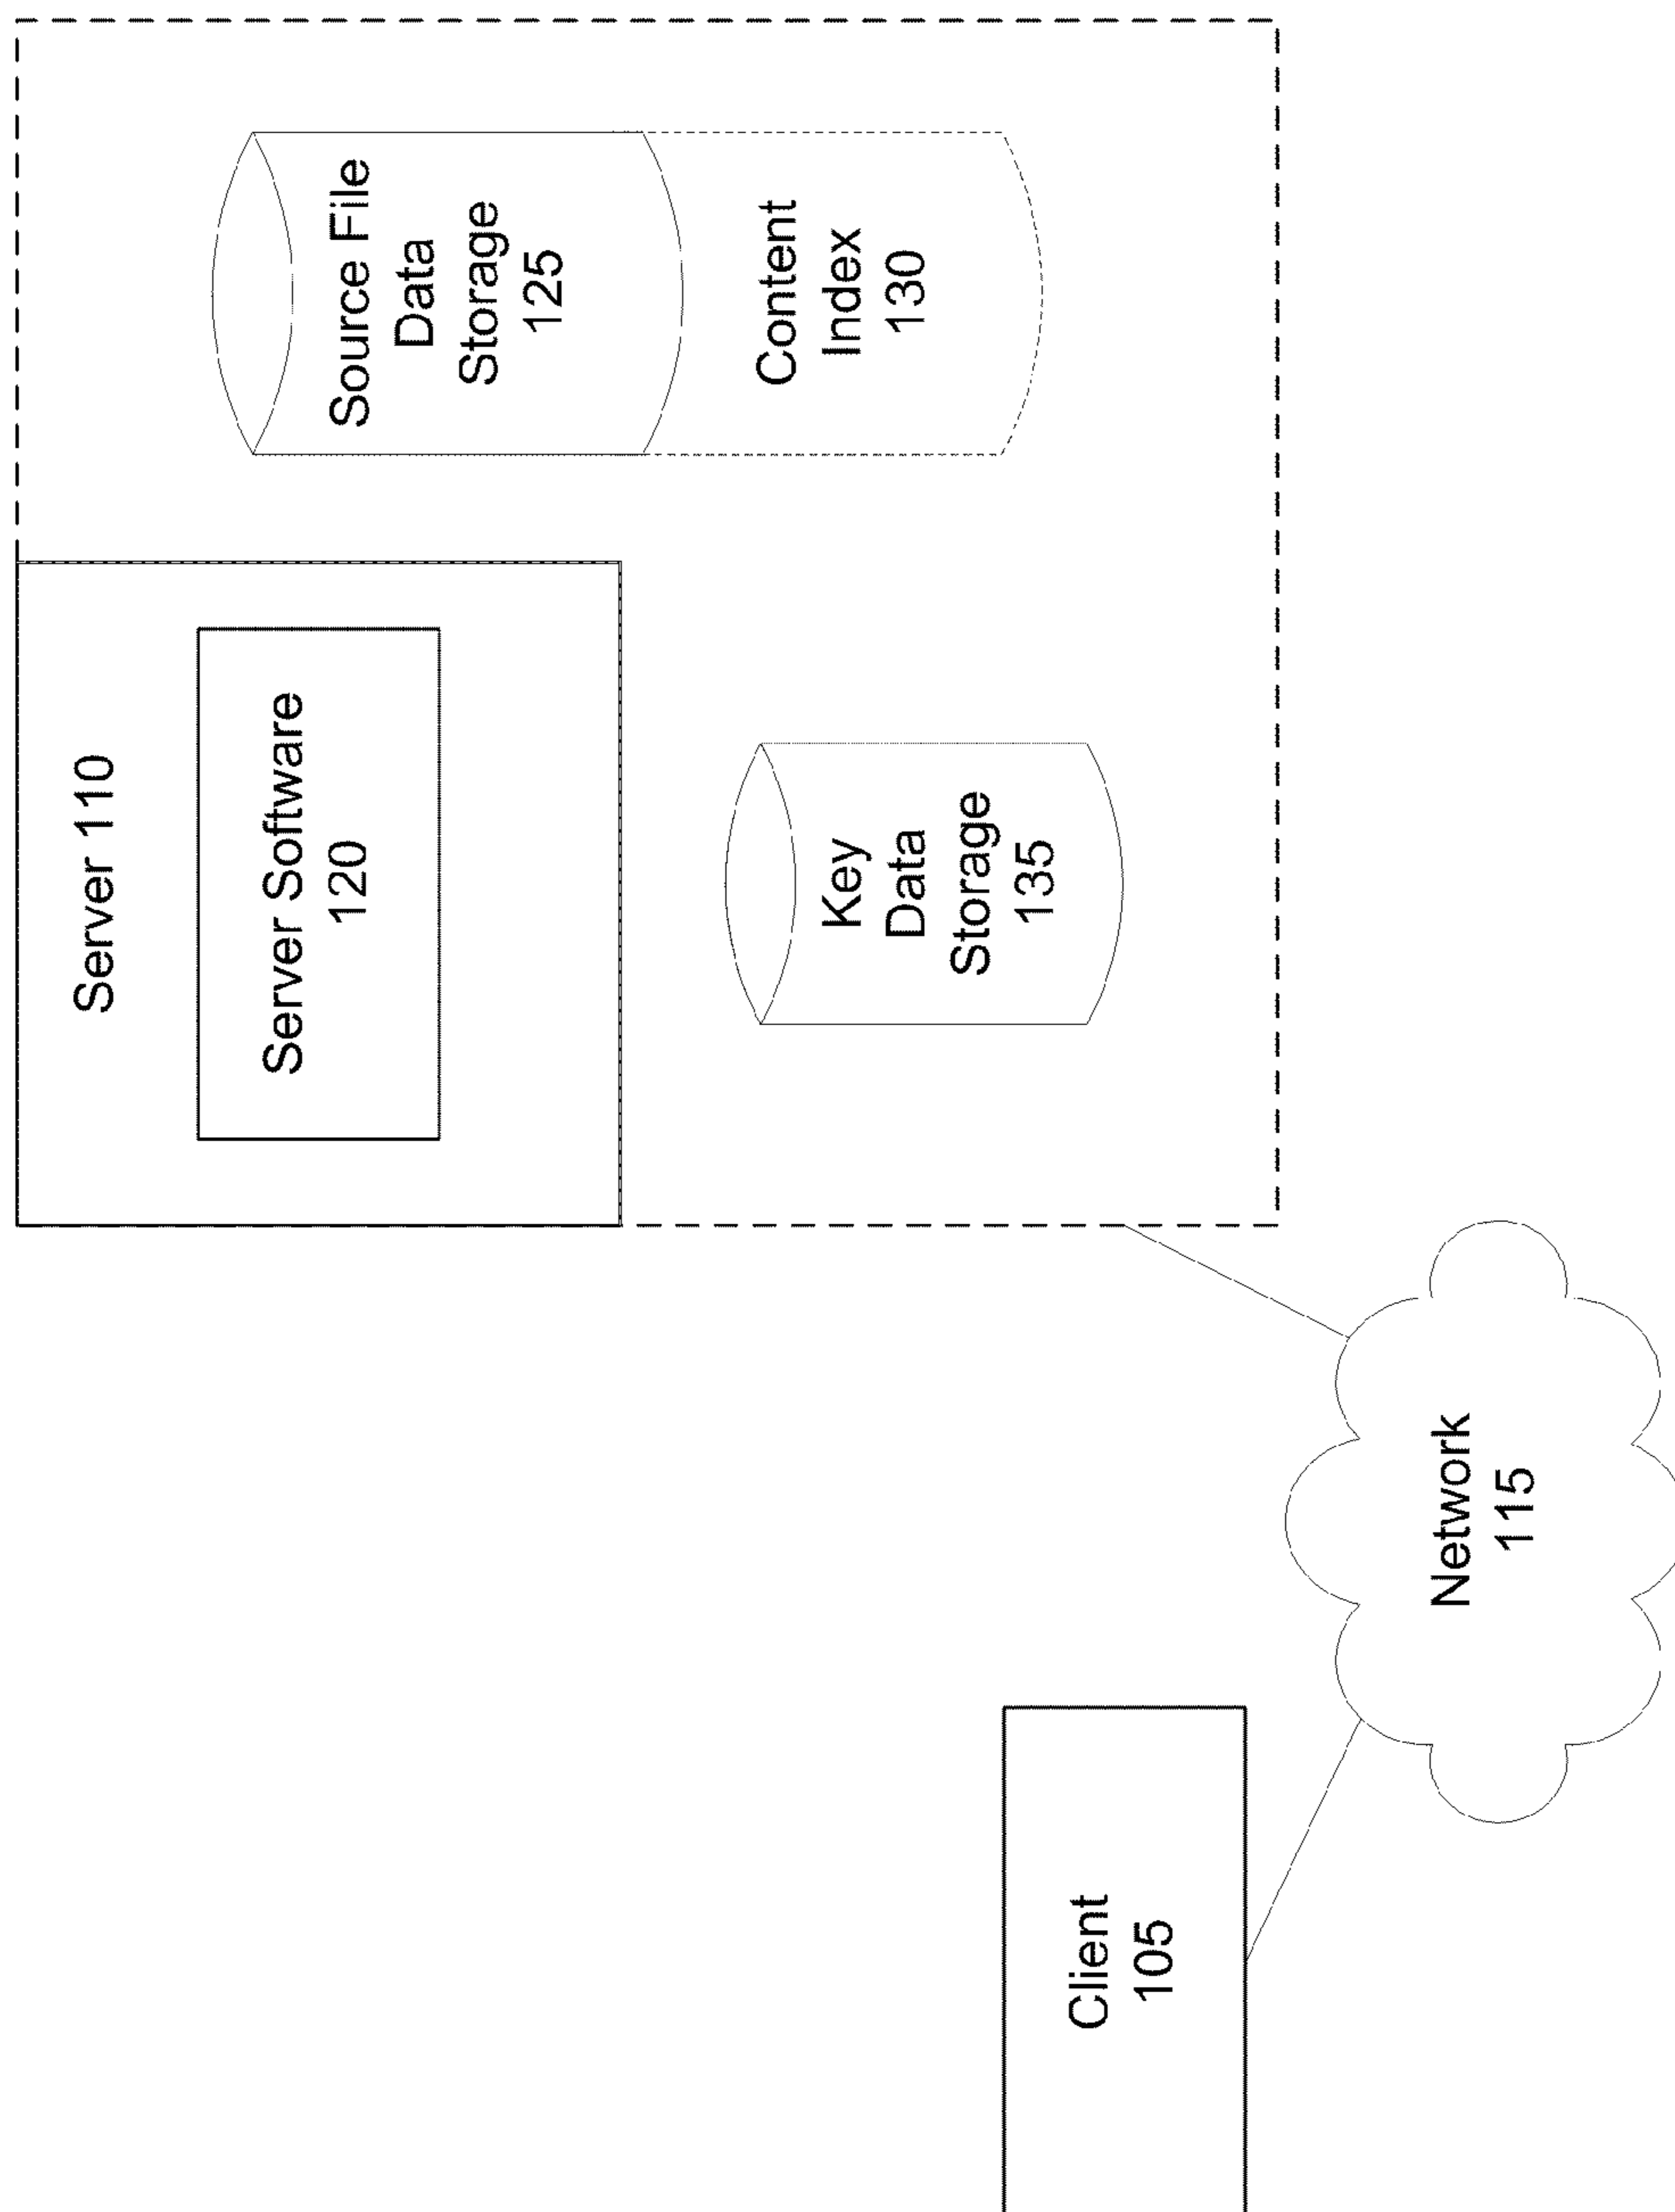 Server 110
Server Software
120
Source File
Data
Storage
125
Content
Index
130
Key
Data
Storage
135
Client
105
Network
115